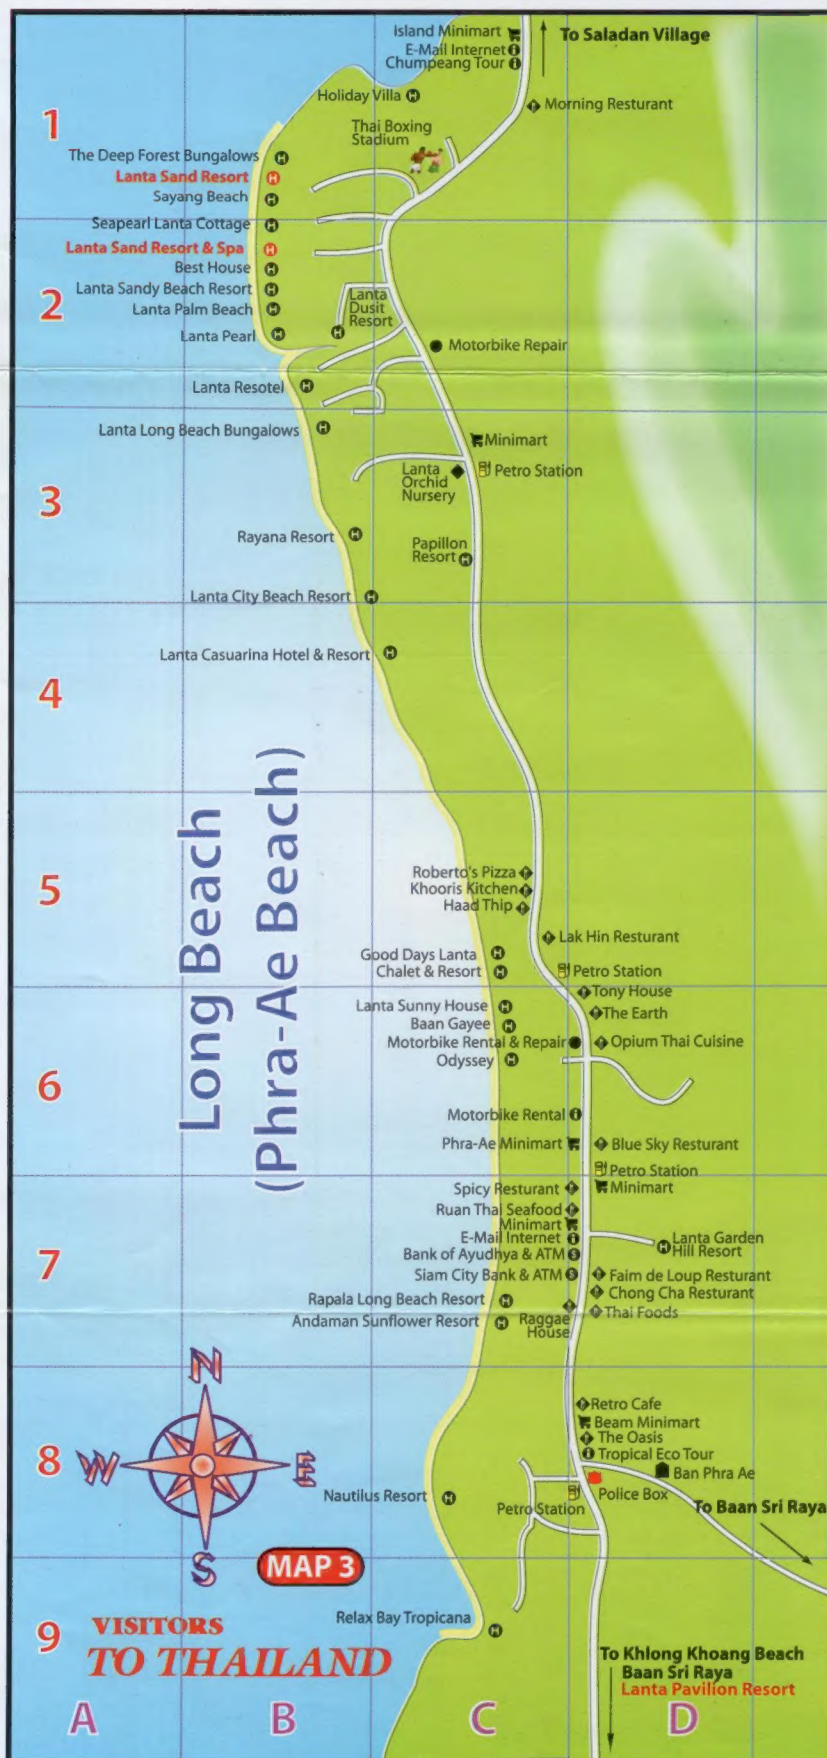 Island Minimart
E-Mail Internet
Chumpeang Tour
To Saladan Village
Holiday Villa
Morning Resturant
1
Thai Boxing
Stadium
The Deep Forest Bungalows
Lanta Sand Resort
Sayang Beach
Seapearl Lanta Cottage
Lanta Sand Resort & Spa
Best House
Lanta Sandy Beach Resort
2
Lanta Palm Beach
Lanta Pearl
Lanta
Dusit
Resort
Motorbike Repair
Lanta Resotel
Lanta Long Beach Bungalows
Minimart
Lanta
Orchid
Nursery
Petro Station
3
Rayana Resort
Papillon
Resort
Lanta City Beach Resort
Lanta Casuarina Hotel & Resort
4
Long Beach
(Phra-Ae Beach)
Roberto's Pizza
5
Khooris Kitchen
Haad Thip
Lak Hin Resturant
Good Days Lanta
Chalet & Resort
Petro Station
Tony House
Lanta Sunny House
The Earth
Baan Gayee
Motorbike Rental & Repair
Opium Thai Cuisine
Odyssey
6
Motorbike Rental
Phra-Ae Minimart
Blue Sky Resturant
Petro Station
Spicy Resturant
Minimart
Ruan Thai Seafood
Minimart
E-Mail Internet
Lanta Garden
Hill Resort
Bank of Ayudhya & ATM
7
Siam City Bank & ATM
Faim de Loup Resturant
Chong Cha Resturant
Rapala Long Beach Resort
Thai Foods
Andaman Sunflower Resort
Raggae
House
N
W
E
S
Retro Cafe
Beam Minimart
The Oasis
Tropical Eco Tour
8
Ban Phra Ae
Nautilus Resort
Police Box
Petro Station
To Baan Sri Raya
MAP 3
Relax Bay Tropicana
9
VISITORS
TO THAILAND
To Khlong Khoang Beach
Baan Sri Raya
Lanta Pavilion Resort
A
B
C
D